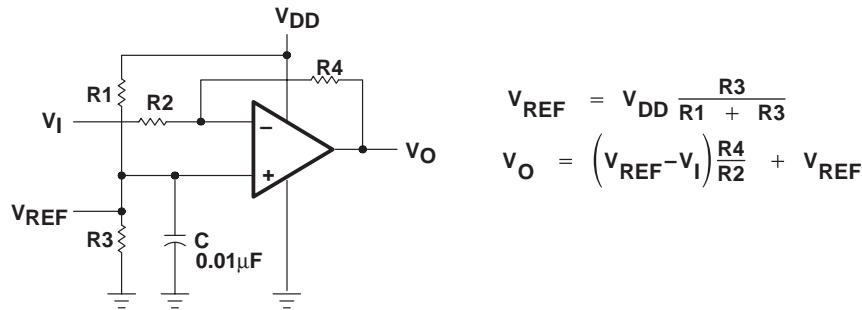 VDD
R1
R2
R4
VI
−
+
VO
VREF
R3
C
0.01μF
VREF = VDD R3 / R1 + R3
VO = (VREF−VI) R4 / R2 + VREF